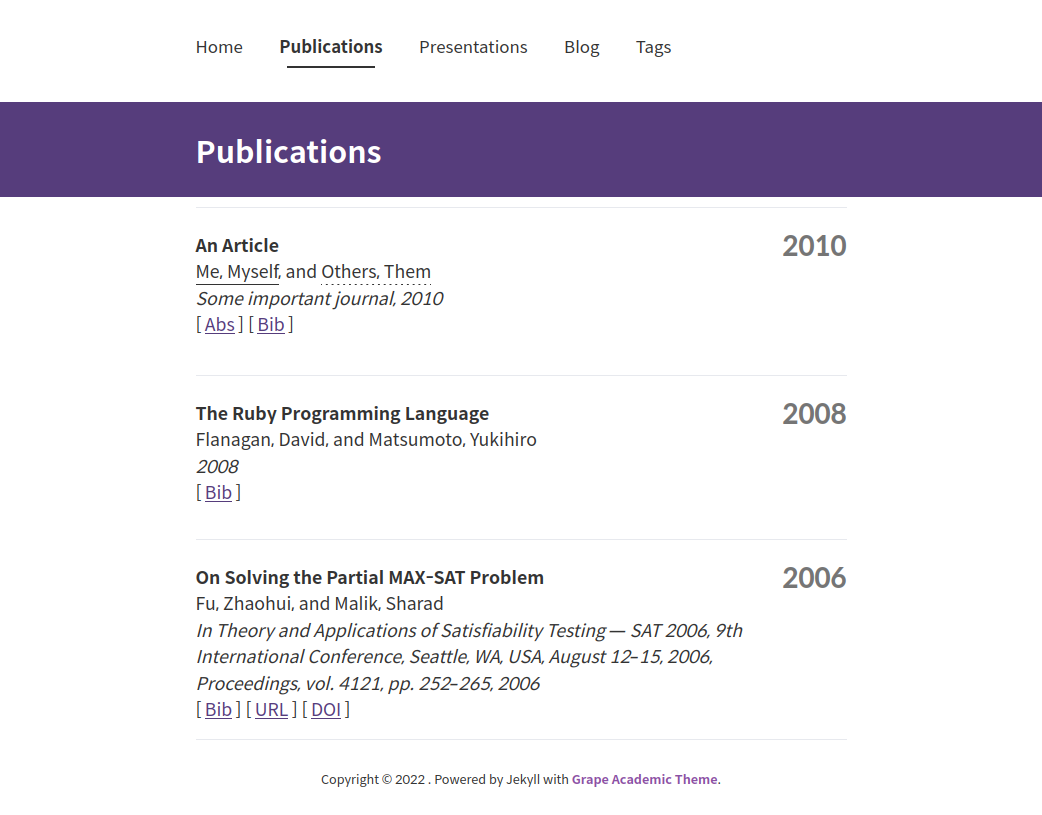 Home Publications Presentations Blog Tags
Publications
An Article 2010
Me, Myself, and Others, Them
Some important journal, 2010
[ Abs ] [ Bib ]
The Ruby Programming Language 2008
Flanagan, David, and Matsumoto, Yukihiro
2008
[ Bib ]
On Solving the Partial MAX-SAT Problem 2006
Fu, Zhaohui, and Malik, Sharad
In Theory and Applications of Satisfiability Testing — SAT 2006, 9th
International Conference, Seattle, WA, USA, August 12–15, 2006,
Proceedings, vol. 4121, pp. 252–265, 2006
[ Bib ] [ URL ] [ DOI ]
Copyright © 2022 . Powered by Jekyll with Grape Academic Theme.